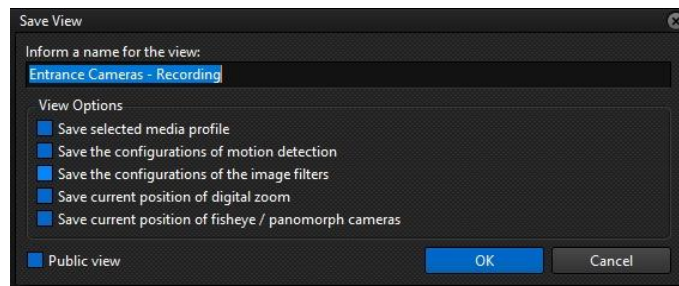 Save View
Inform a name for the view:
Entrance Cameras - Recording
View Options
Save selected media profile
Save the configurations of motion detection
Save the configurations of the image filters
Save current position of digital zoom
Save current position of fisheye / panomorph cameras
Public view
OK
Cancel